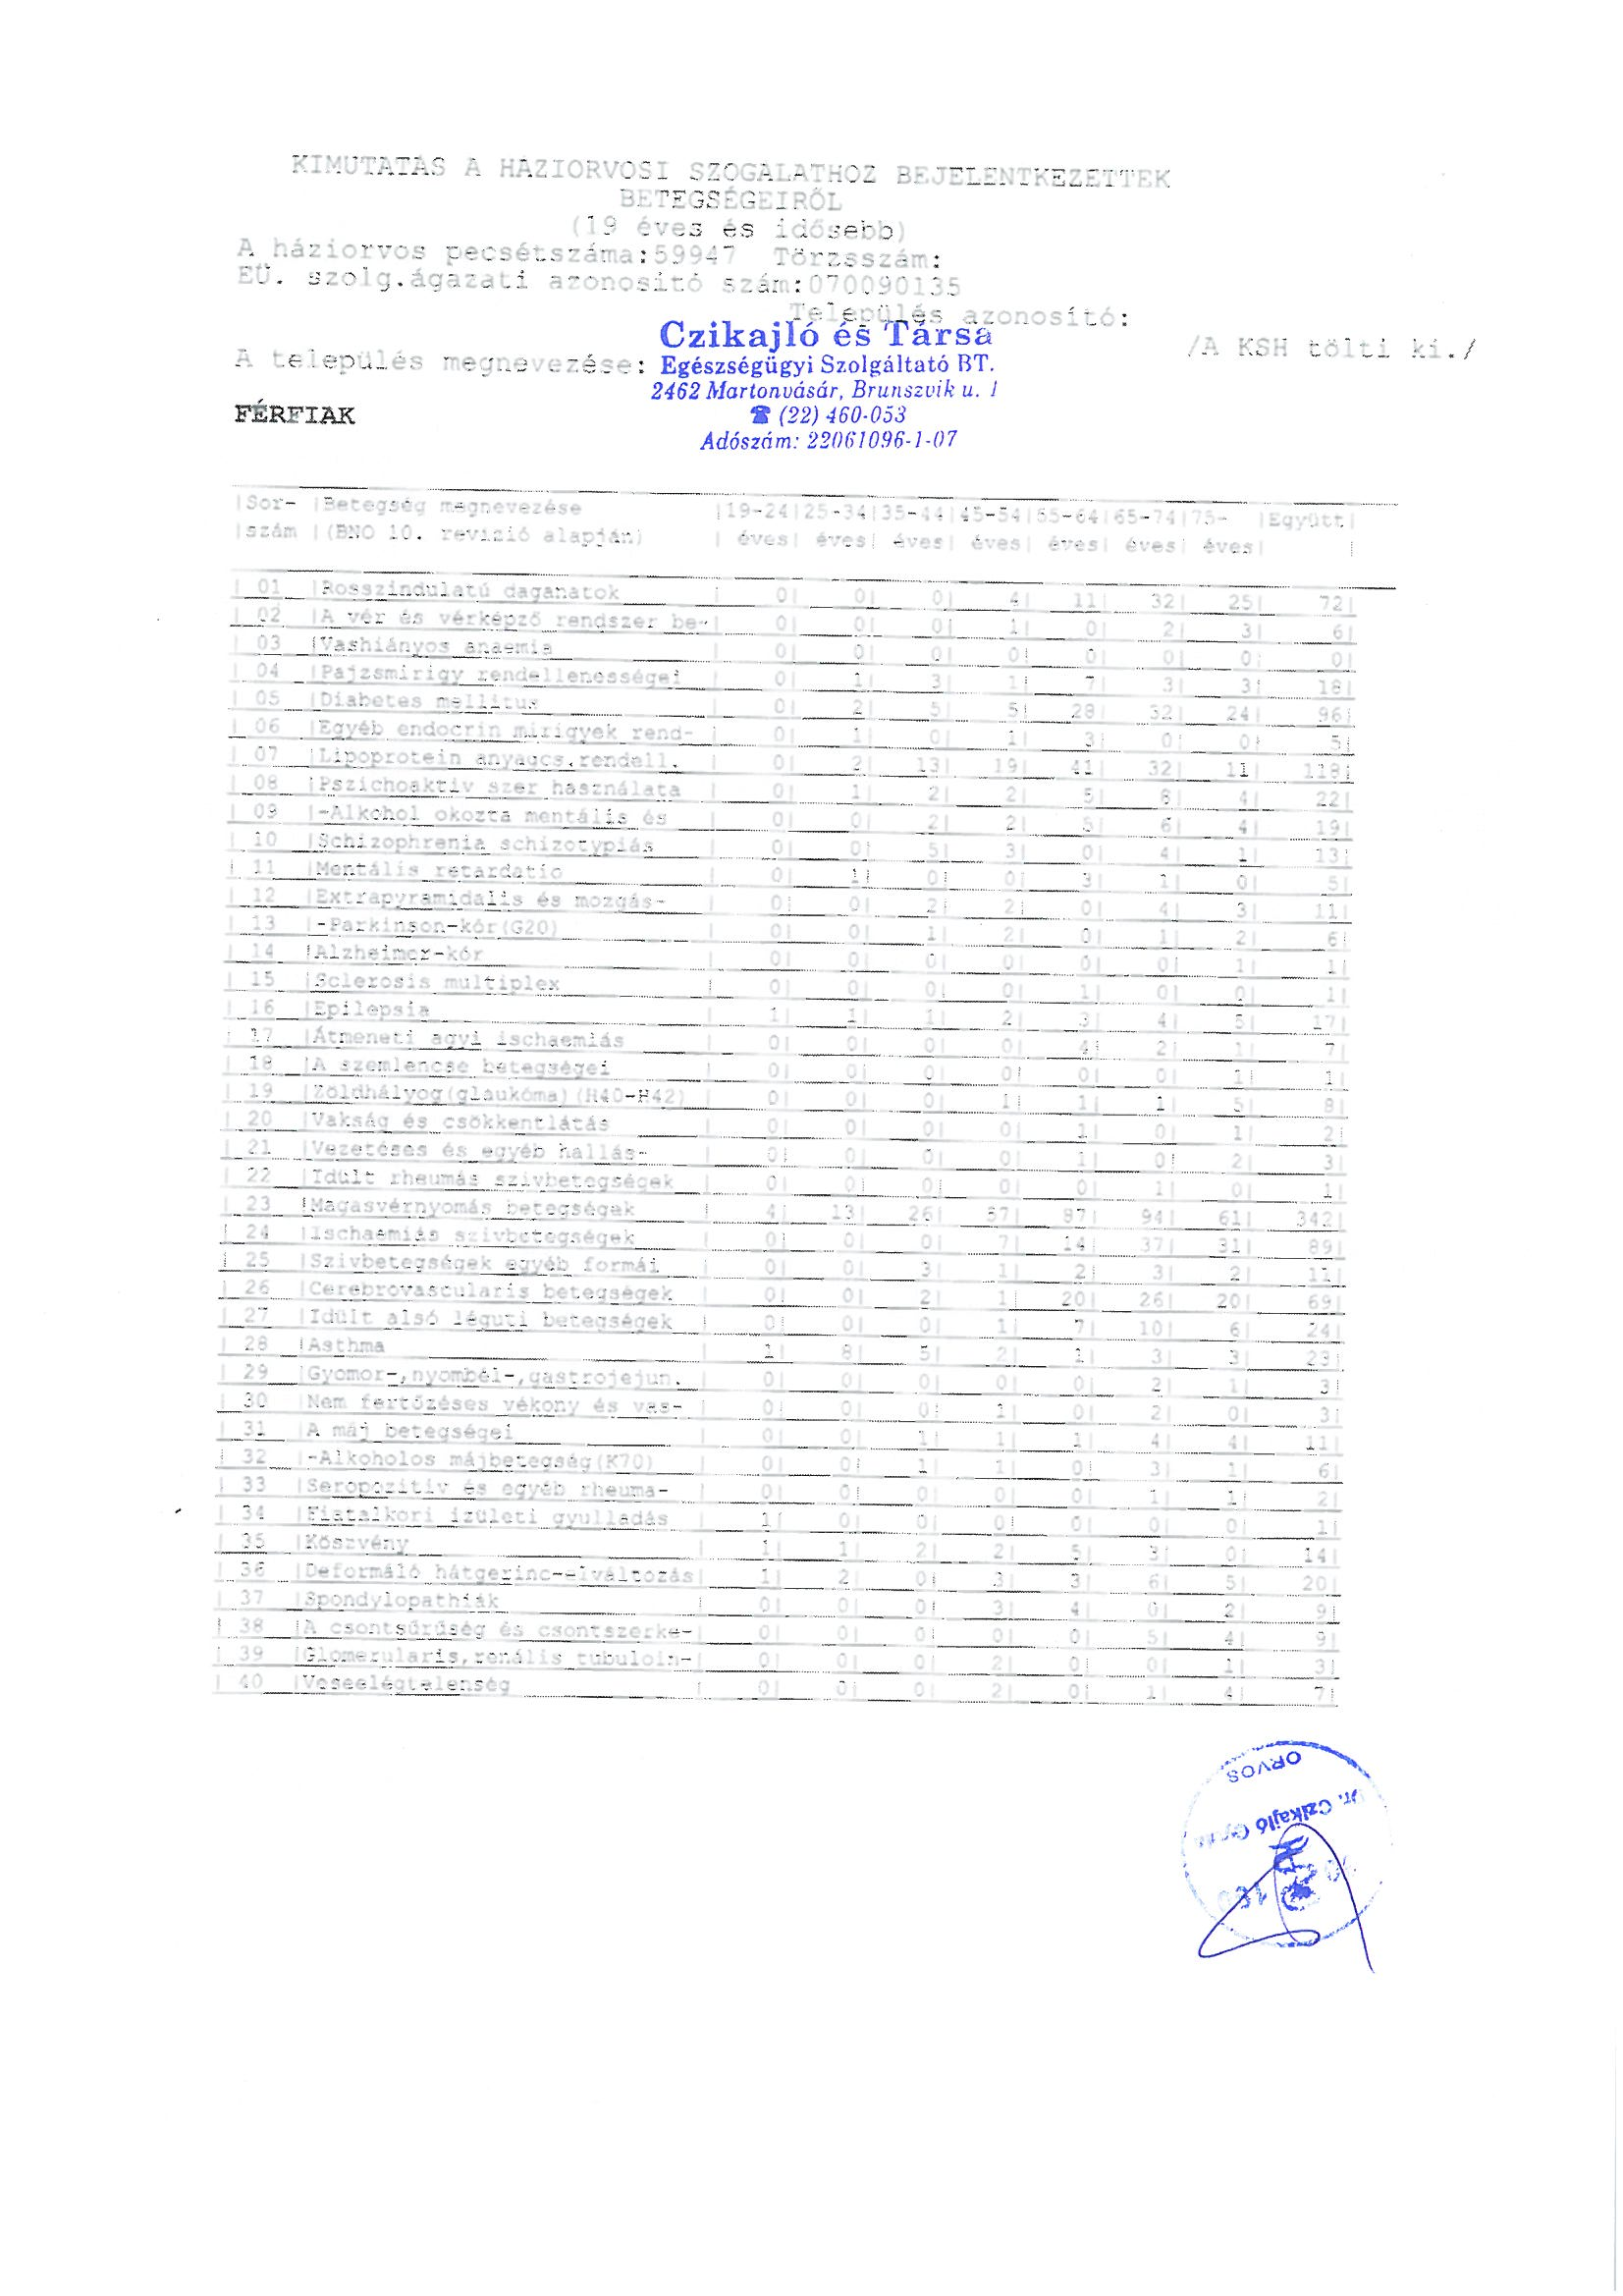 KIMUTATÁS A HÁZIORVOSI SZOGÁLATHOZ BEJELENTKEZETTEK
BETEGSÉGEIRŐL
(19 éves és idősebb)
A háziorvos pecsétszáma:59947 Törzsszám:
EÜ. szolg.ágazati azonosító szám:070090135
Település azonosító:
Czikajló és Társa
/A KSH tölti ki./
A település megnevezése: Egészségügyi Szolgáltató BT.
2462 Martonvásár, Brunszvik u. 1
FÉRFIAK
☎ (22) 460-053
Adószám: 22061096-1-07
|Sor- |Betegség megnevezése |19-24|25-34|35-44|45-54|55-64|65-74|75- |Együtt|
|szám |(BNO 10. revízió alapján) | éves| éves| éves| éves| éves| éves| éves| |
| 01 |Rosszindulatú daganatok | 0| 0| 0| 4| 11| 32| 25| 72|
| 02 |A vér és vérképző rendszer be-| 0| 0| 0| 1| 0| 2| 3| 6|
| 03 |Vashiányos anaemia | 0| 0| 0| 0| 0| 0| 0| 0|
| 04 |Pajzsmirigy rendellenességei | 0| 1| 3| 1| 7| 3| 3| 18|
| 05 |Diabetes mellitus | 0| 2| 5| 5| 28| 32| 24| 96|
| 06 |Egyéb endocrin mirigyek rend-| 0| 1| 0| 1| 3| 0| 0| 5|
| 07 |Lipoprotein anyagcs.rendell. | 0| 2| 13| 19| 41| 32| 11| 118|
| 08 |Pszichoaktív szer használata | 0| 1| 2| 2| 5| 8| 4| 22|
| 09 |-Alkohol okozta mentális és | 0| 0| 2| 2| 5| 6| 4| 19|
| 10 |Schizophrenia schizotypiás | 0| 0| 5| 3| 0| 4| 1| 13|
| 11 |Mentális retardatio | 0| 1| 0| 0| 3| 1| 0| 5|
| 12 |Extrapyramidalis és mozgás-| 0| 0| 2| 2| 0| 4| 3| 11|
| 13 |-Parkinson-kór(G20) | 0| 0| 1| 2| 0| 1| 2| 6|
| 14 |Alzheimer-kór | 0| 0| 0| 0| 0| 0| 1| 1|
| 15 |Sclerosis multiplex | 0| 0| 0| 0| 1| 0| 0| 1|
| 16 |Epilepsia | 1| 1| 1| 2| 3| 4| 5| 17|
| 17 |Átmeneti agyi ischaemiás | 0| 0| 0| 0| 4| 2| 1| 7|
| 18 |A szemlencse betegségei | 0| 0| 0| 0| 0| 0| 1| 1|
| 19 |Zöldhályog(glaukóma)(H40-H42)| 0| 0| 0| 1| 1| 1| 5| 8|
| 20 |Vakság és csökkentlátás | 0| 0| 0| 0| 1| 0| 1| 2|
| 21 |Vezetéses és egyéb hallás-| 0| 0| 0| 0| 1| 0| 2| 3|
| 22 |Idült rheumás szívbetegségek | 0| 0| 0| 0| 0| 1| 0| 1|
| 23 |Magasvérnyomás betegségek | 4| 13| 26| 57| 87| 94| 61| 342|
| 24 |Ischaemiás szívbetegségek | 0| 0| 0| 7| 14| 37| 31| 89|
| 25 |Szívbetegségek egyéb formái | 0| 0| 3| 1| 2| 3| 2| 11|
| 26 |Cerebrovascularis betegségek | 0| 0| 2| 1| 20| 26| 20| 69|
| 27 |Idült alsó léguti betegségek | 0| 0| 0| 1| 7| 10| 6| 24|
| 28 |Asthma | 1| 8| 5| 2| 1| 3| 3| 23|
| 29 |Gyomor-,nyombél-,gastrojejun. | 0| 0| 0| 0| 0| 2| 1| 3|
| 30 |Nem fertőzéses vékony és vas-| 0| 0| 0| 1| 0| 2| 0| 3|
| 31 |A máj betegségei | 0| 0| 1| 1| 1| 4| 4| 11|
| 32 |-Alkoholos májbetegség(K70) | 0| 0| 1| 1| 0| 3| 1| 6|
| 33 |Seropozitív és egyéb rheuma-| 0| 0| 0| 0| 0| 1| 1| 2|
| 34 |Fiatalkori izületi gyulladás | 1| 0| 0| 0| 0| 0| 0| 1|
| 35 |Köszvény | 1| 1| 2| 2| 5| 3| 0| 14|
| 36 |Deformáló hátgerinc-elváltozás| 1| 2| 0| 3| 3| 6| 5| 20|
| 37 |Spondylopathiák | 0| 0| 0| 3| 4| 0| 2| 9|
| 38 |A csontsűrűség és csontszerke-| 0| 0| 0| 0| 0| 5| 4| 9|
| 39 |Glomerularis,renális tubuloin-| 0| 0| 0| 2| 0| 0| 1| 3|
| 40 |Veseelégtelenség | 0| 0| 0| 2| 0| 1| 4| 7|
ORVOS
Dr. Czikajló